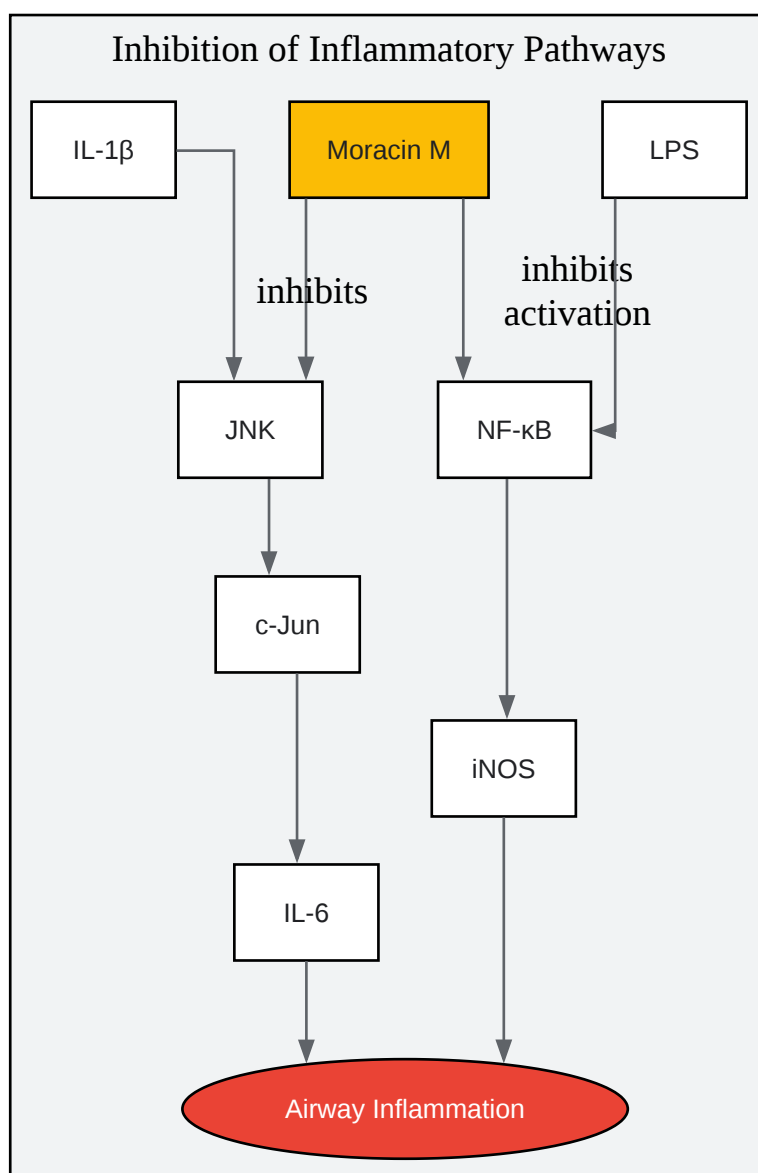 Inhibition of Inflammatory Pathways
IL-1β
Moracin M
LPS
inhibits
inhibits
activation
JNK
NF-κB
c-Jun
iNOS
IL-6
Airway Inflammation